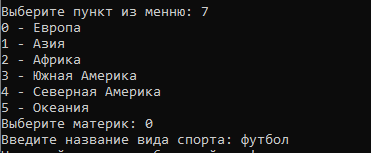 Выберите пункт из меню: 7
0 - Европа
1 - Азия
2 - Африка
3 - Южная Америка
4 - Северная Америка
5 - Океания
Выберите материк: 0
Введите название вида спорта: футбол